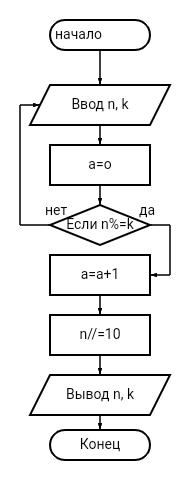 начало
Ввод n, k
a=o
нет
да
Если n%=k
a=a+1
n//=10
Вывод n, k
Конец